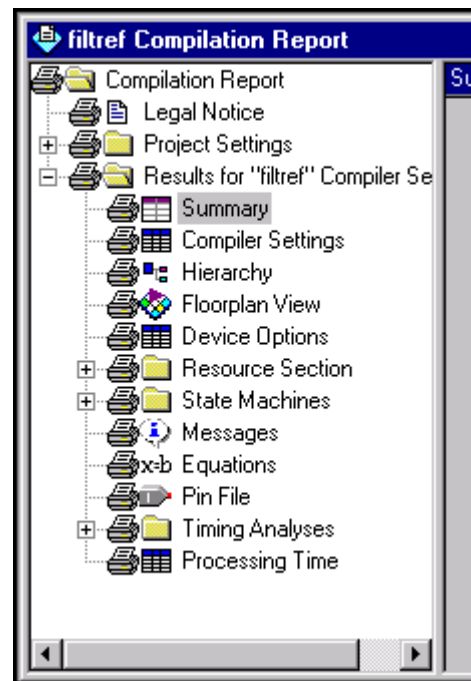 filtref Compilation Report
Compilation Report
Su
Legal Notice
Project Settings
Results for "filtref" Compiler Se
Summary
Compiler Settings
Hierarchy
Floorplan View
Device Options
Resource Section
State Machines
Messages
x=b Equations
Pin File
Timing Analyses
Processing Time